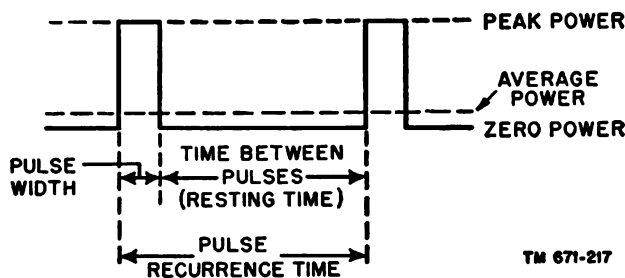 PEAK POWER
AVERAGE
POWER
ZERO POWER
PULSE
WIDTH
TIME BETWEEN
PULSES
(RESTING TIME)
PULSE
RECURRENCE TIME
TM 671-217